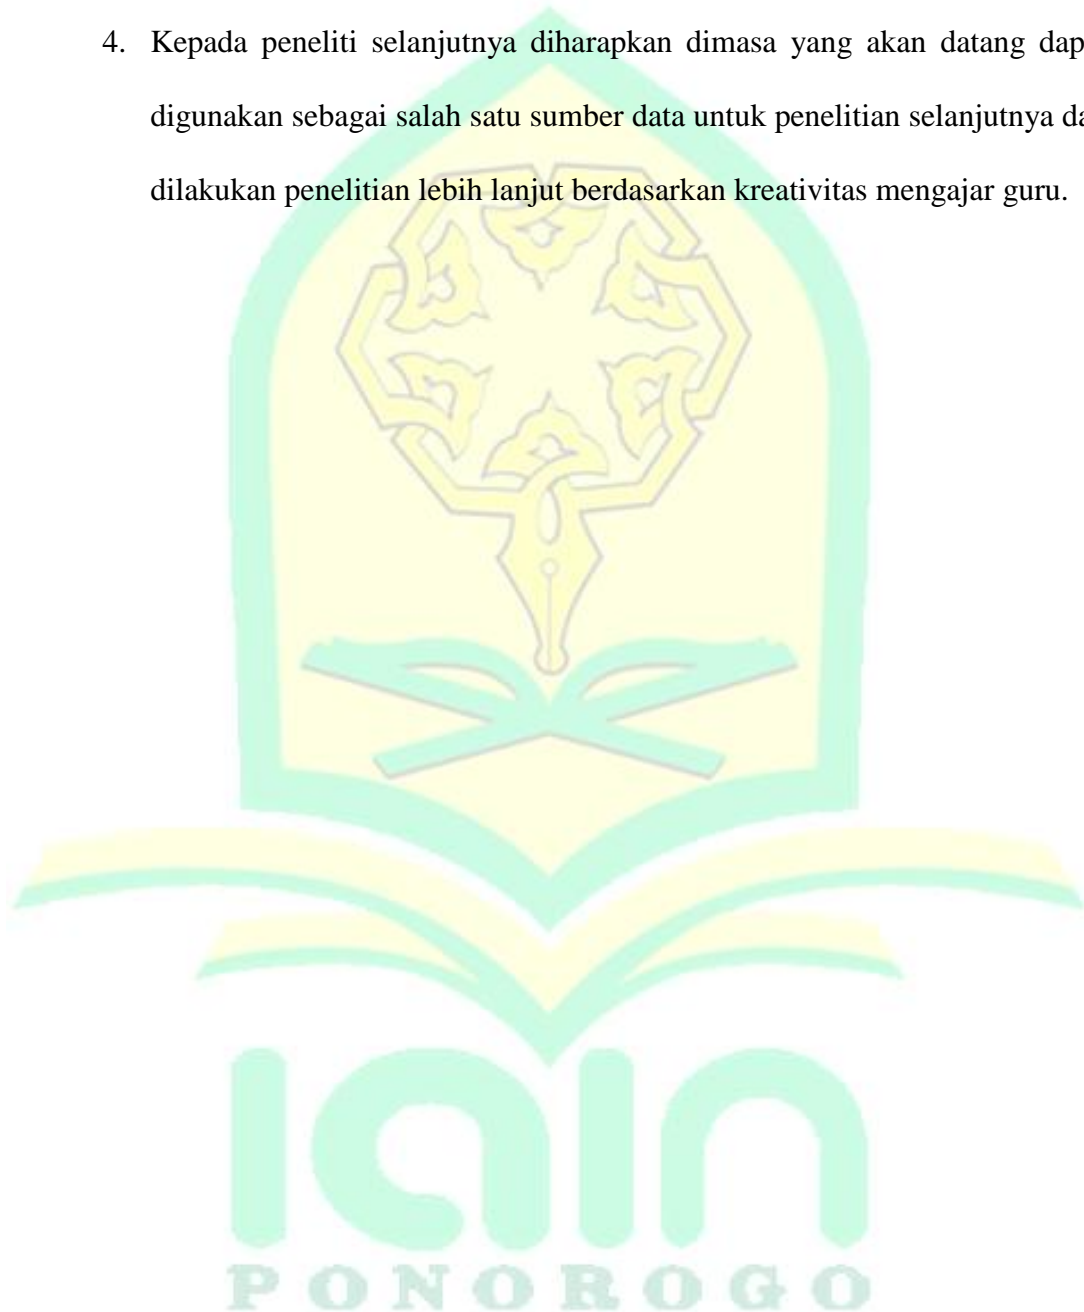 4. Kepada peneliti selanjutnya diharapkan dimasa yang akan datang dap
digunakan sebagai salah satu sumber data untuk penelitian selanjutnya da
dilakukan penelitian lebih lanjut berdasarkan kreativitas mengajar guru.
iain
PONOROGO